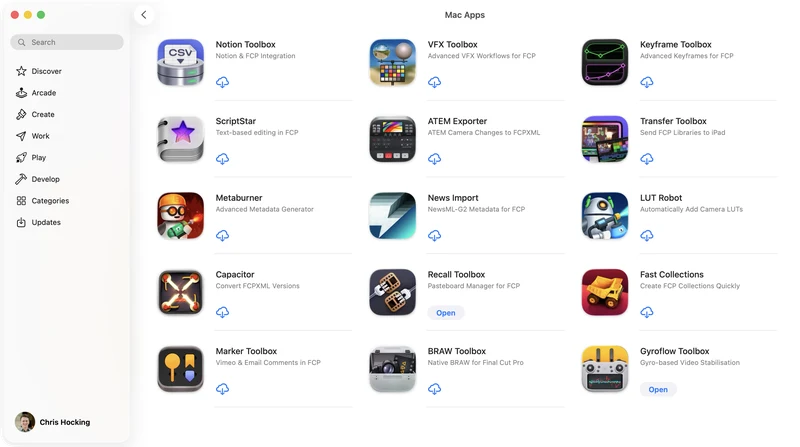 Mac Apps
Search
Discover
Arcade
Create
Work
Play
Develop
Categories
Updates
Chris Hocking
Notion Toolbox
Notion & FCP Integration
CSV
VFX Toolbox
Advanced VFX Workflows for FCP
Keyframe Toolbox
Advanced Keyframes for FCP
ScriptStar
Text-based editing in FCP
ATEM Exporter
ATEM Camera Changes to FCPXML
Transfer Toolbox
Send FCP Libraries to iPad
Metaburner
Advanced Metadata Generator
News Import
NewsML-G2 Metadata for FCP
LUT Robot
Automatically Add Camera LUTs
Capacitor
Convert FCPXML Versions
Recall Toolbox
Pasteboard Manager for FCP
Open
Fast Collections
Create FCP Collections Quickly
Marker Toolbox
Vimeo & Email Comments in FCP
BRAW Toolbox
Native BRAW for Final Cut Pro
Gyroflow Toolbox
Gyro-based Video Stabilisation
Open